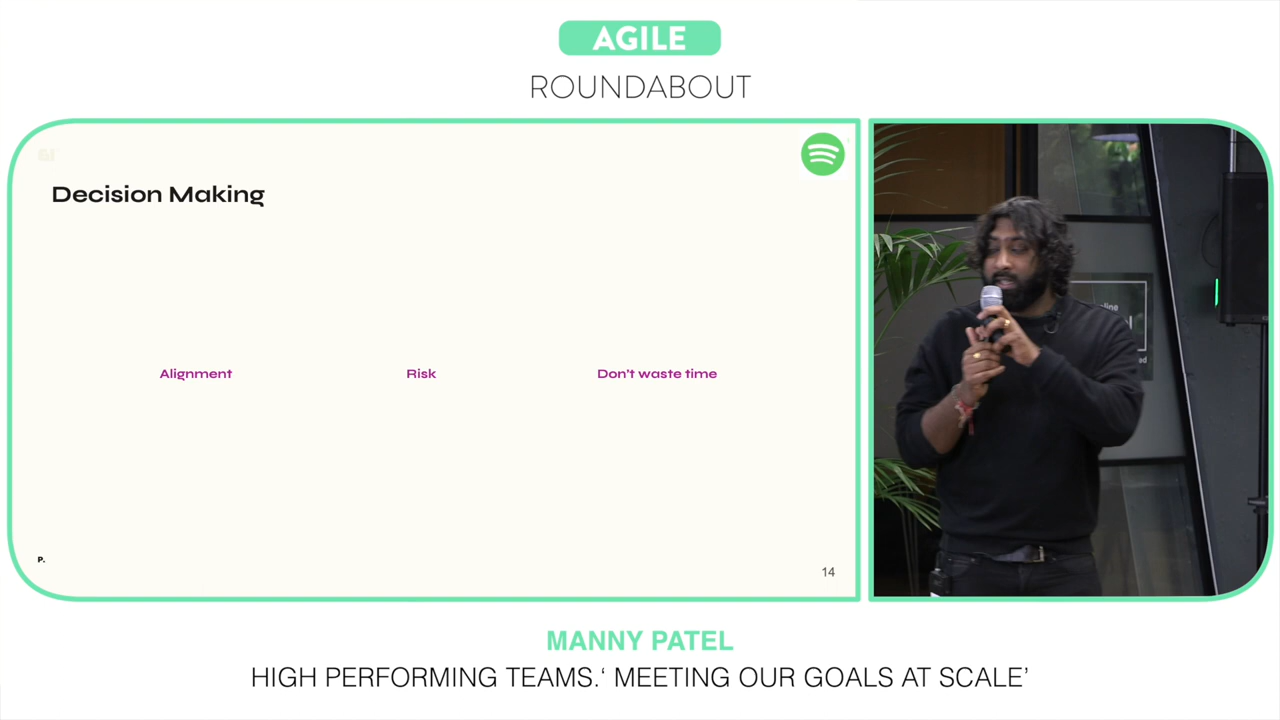 AGILE
ROUNDABOUT
Decision Making
Alignment
Risk
Don't waste time
P.
14
MANNY PATEL
HIGH PERFORMING TEAMS.‘ MEETING OUR GOALS AT SCALE’